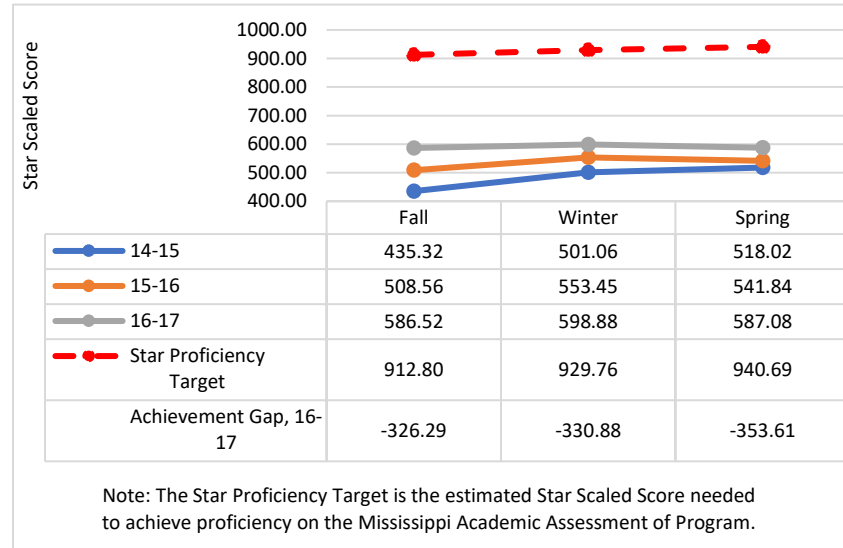 Star Scaled Score
1000.00
900.00
800.00
700.00
600.00
500.00
400.00
Fall Winter Spring
14-15 435.32 501.06 518.02
15-16 508.56 553.45 541.84
16-17 586.52 598.88 587.08
Star Proficiency
Target 912.80 929.76 940.69
Achievement Gap, 16-
17 -326.29 -330.88 -353.61
Note: The Star Proficiency Target is the estimated Star Scaled Score needed
to achieve proficiency on the Mississippi Academic Assessment of Program.